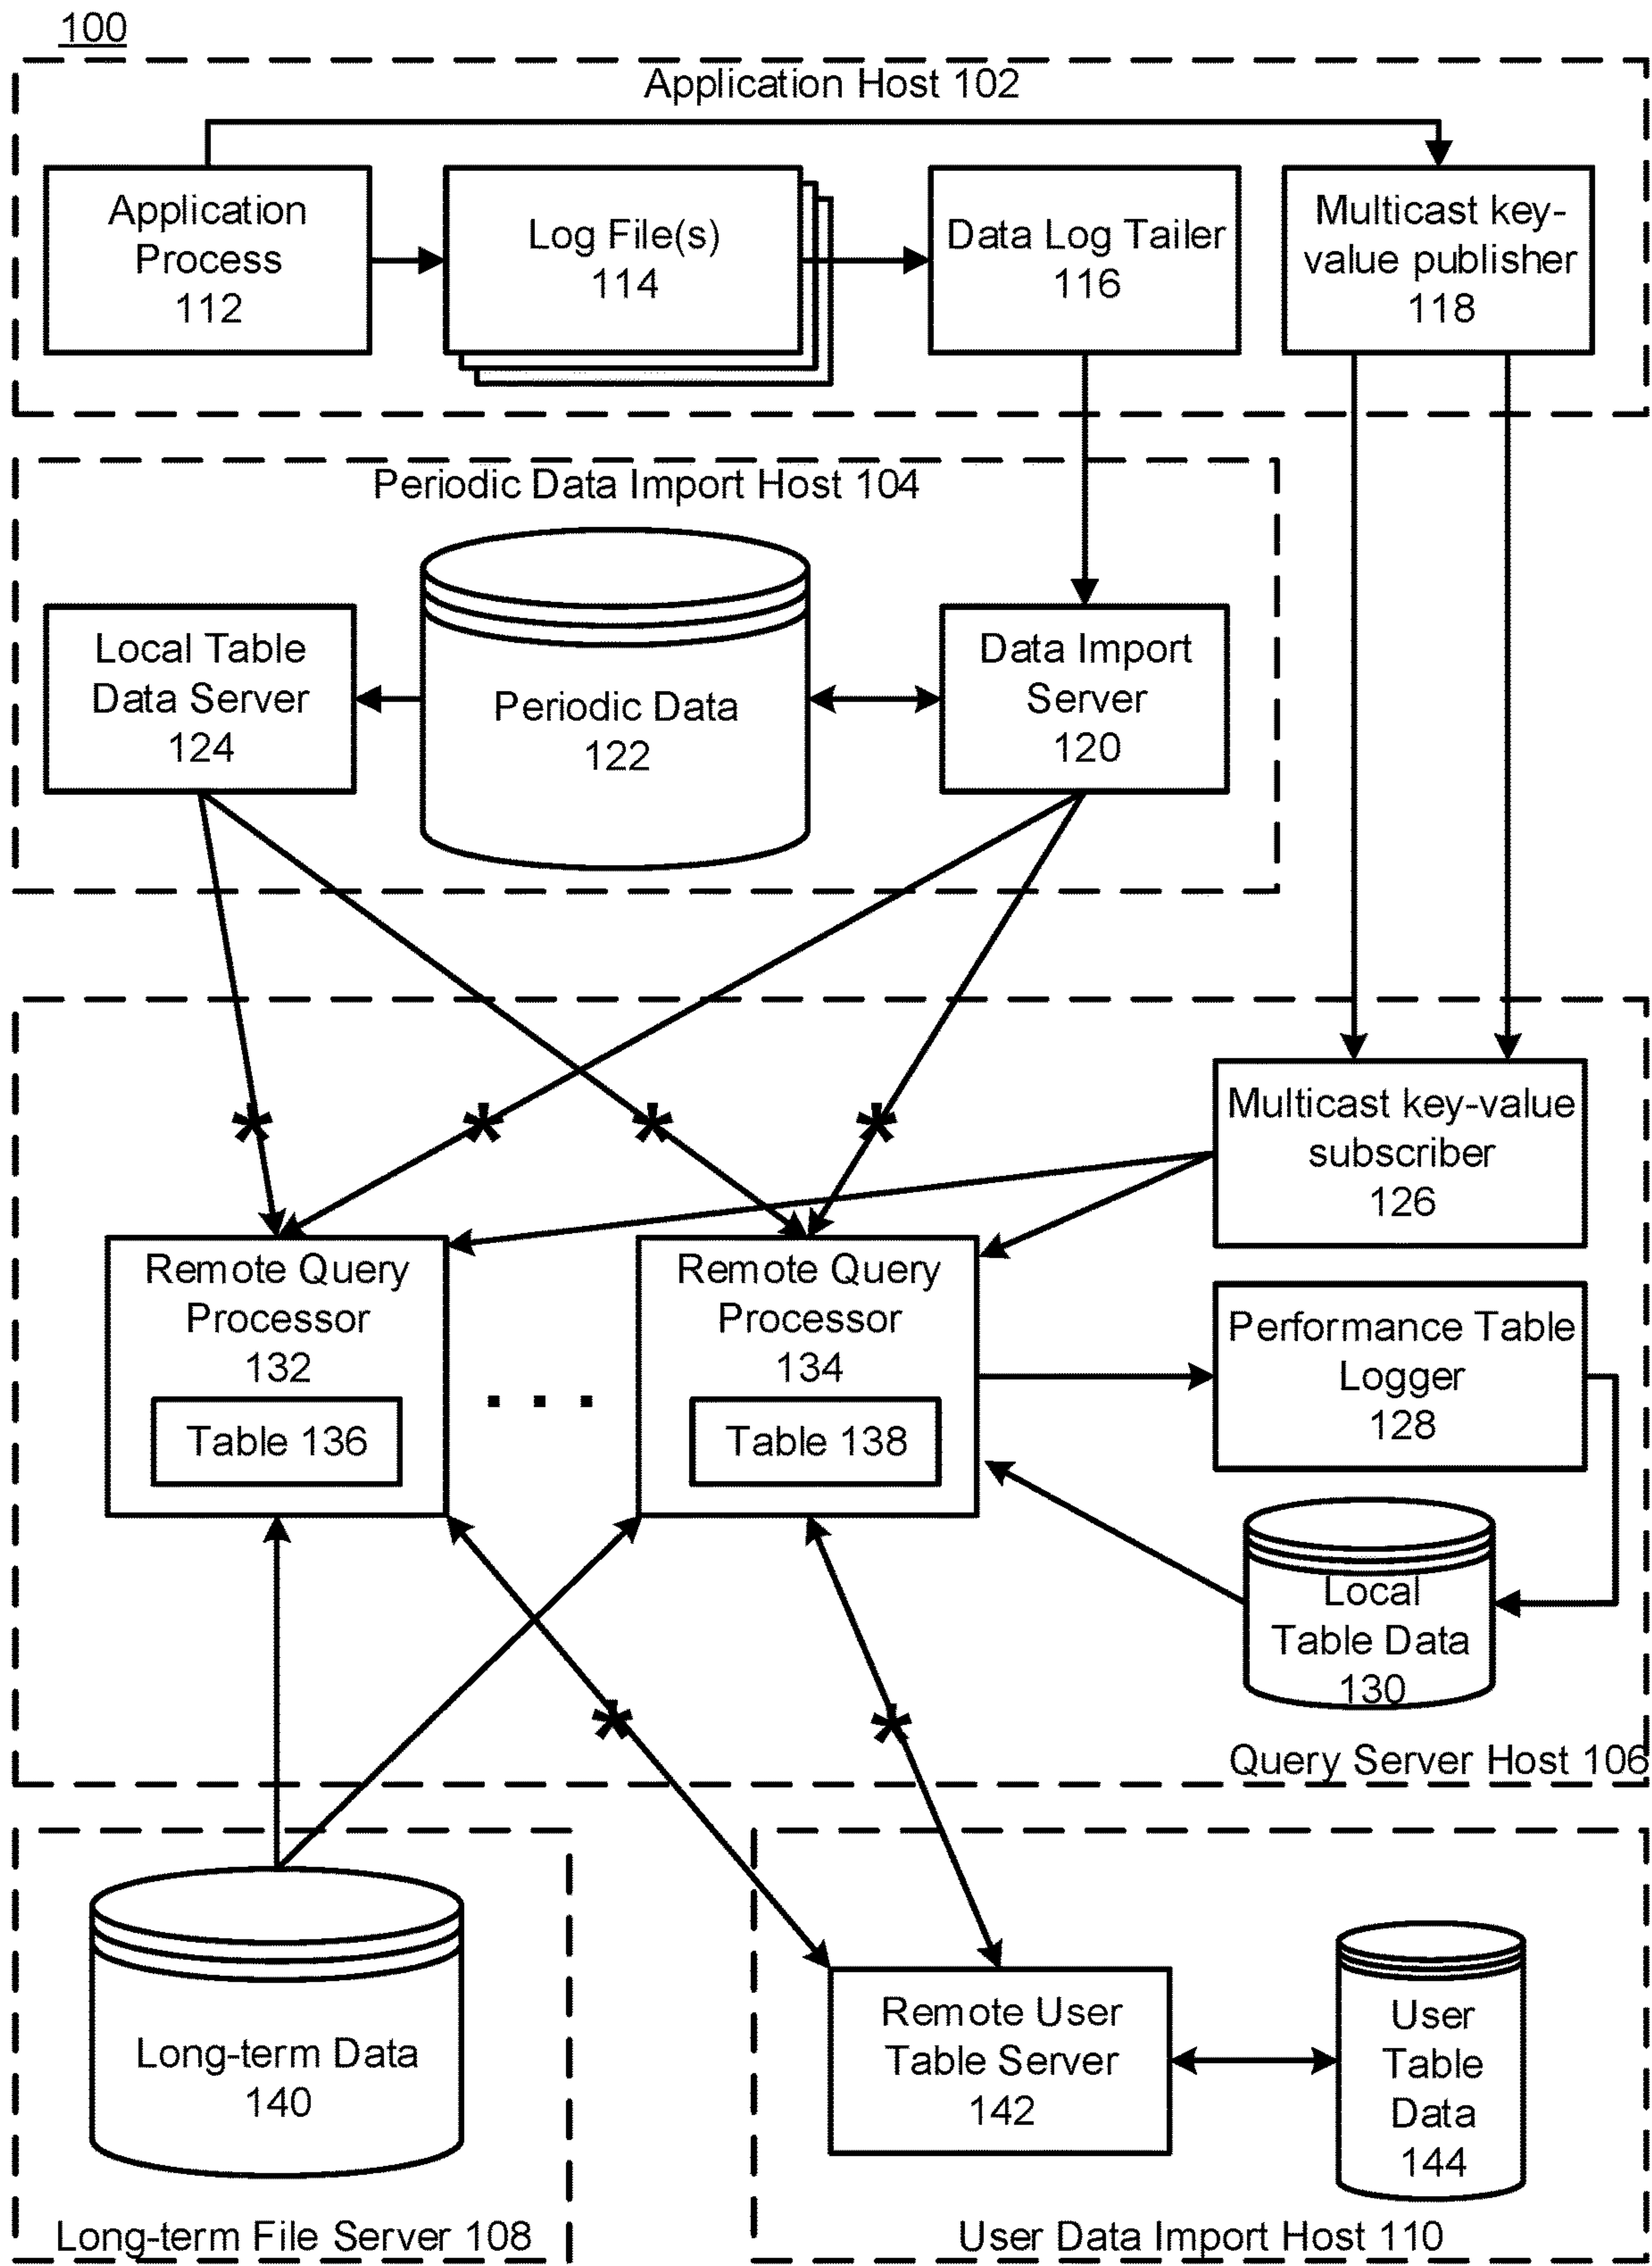 100
Application Host 102
Application
Process
112
Log File(s)
114
Data Log Tailer
116
Multicast key-
value publisher
118
Periodic Data Import Host 104
Local Table
Data Server
124
Periodic Data
122
Data Import
Server
120
* * * *
Multicast key-value
subscriber
126
Remote Query
Processor
132
Table 136
. . .
Remote Query
Processor
134
Table 138
Performance Table
Logger
128
Local
Table Data
130
* *
Query Server Host 106
Long-term Data
140
Long-term File Server 108
Remote User
Table Server
142
User
Table
Data
144
User Data Import Host 110